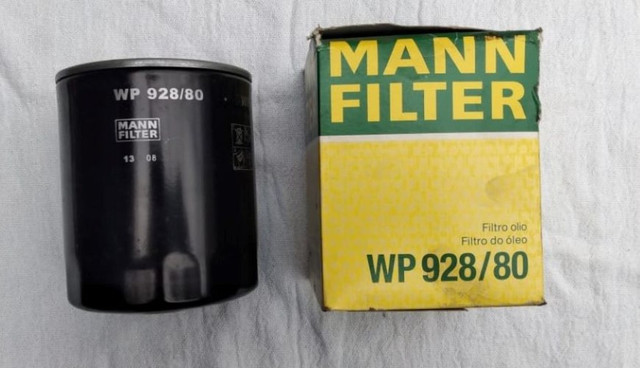 WP 928/80
MANN
FILTER
13 08
MANN
FILTER
Filtro olio
Filtro do óleo
WP 928/80